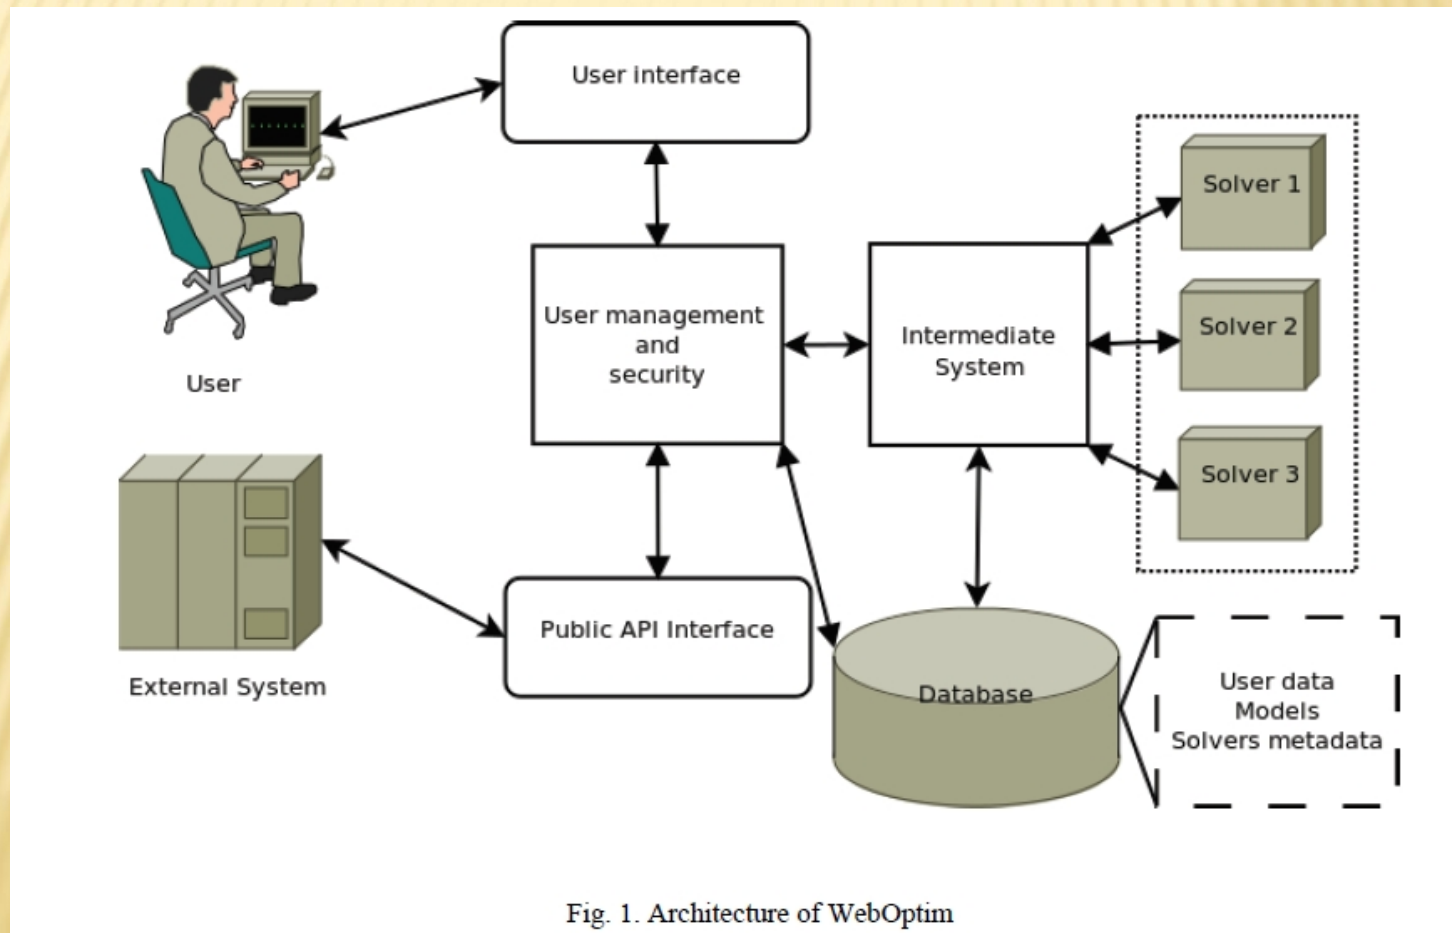 User interface
Solver 1
User management
and
security
Intermediate
System
Solver 2
User
Solver 3
Public API Interface
External System
Database
User data
Models
Solvers metadata
Fig. 1. Architecture of WebOptim